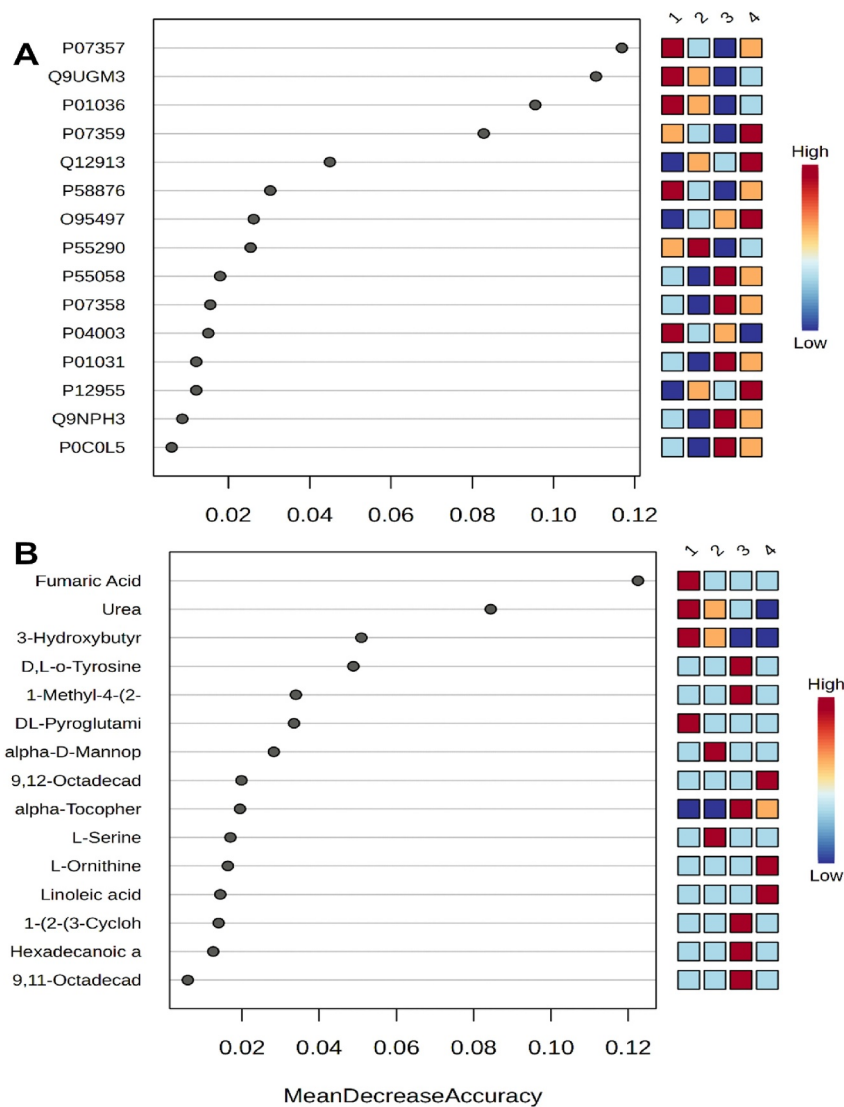 A
1 2 3 4
P07357
Q9UGM3
P01036
P07359
Q12913
P58876
O95497
P55290
P55058
P07358
P04003
P01031
P12955
Q9NPH3
P0C0L5
High
Low
0.02 0.04 0.06 0.08 0.10 0.12
B
1 2 3 4
Fumaric Acid
Urea
3-Hydroxybutyr
D,L-o-Tyrosine
1-Methyl-4-(2-
DL-Pyroglutami
alpha-D-Mannop
9,12-Octadecad
alpha-Tocopher
L-Serine
L-Ornithine
Linoleic acid
1-(2-(3-Cycloh
Hexadecanoic a
9,11-Octadecad
High
Low
0.02 0.04 0.06 0.08 0.10 0.12
MeanDecreaseAccuracy